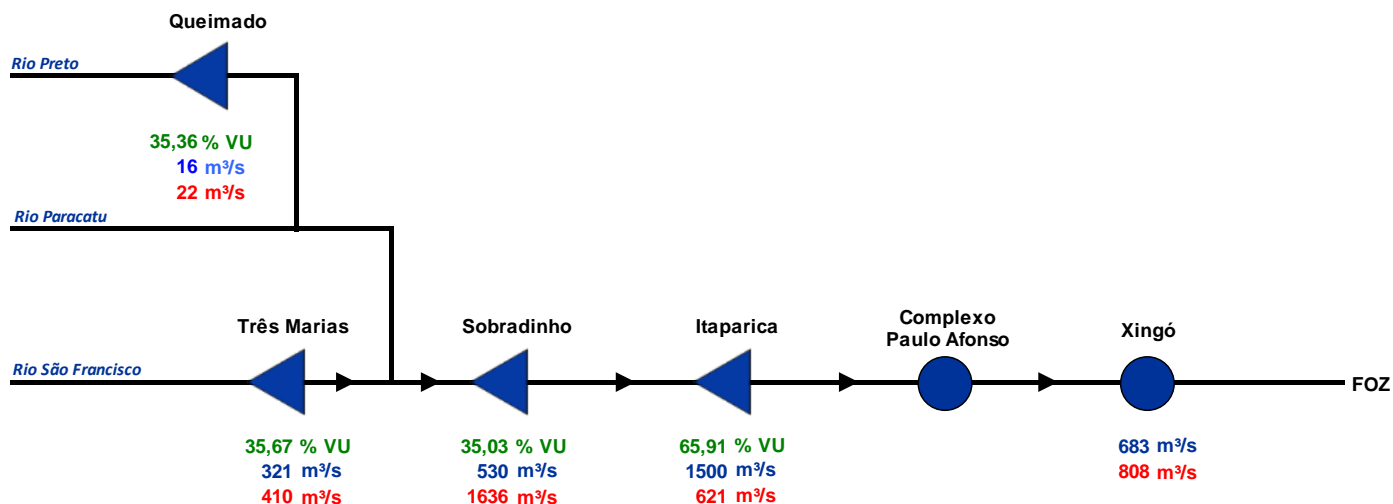 Queimado
Rio Preto
35,36 % VU
16 m³/s
22 m³/s
Rio Paracatu
Três Marias
Sobradinho
Itaparica
Complexo
Paulo Afonso
Xingó
Rio São Francisco
FOZ
35,67 % VU
321 m³/s
410 m³/s
35,03 % VU
530 m³/s
1636 m³/s
65,91 % VU
1500 m³/s
621 m³/s
683 m³/s
808 m³/s